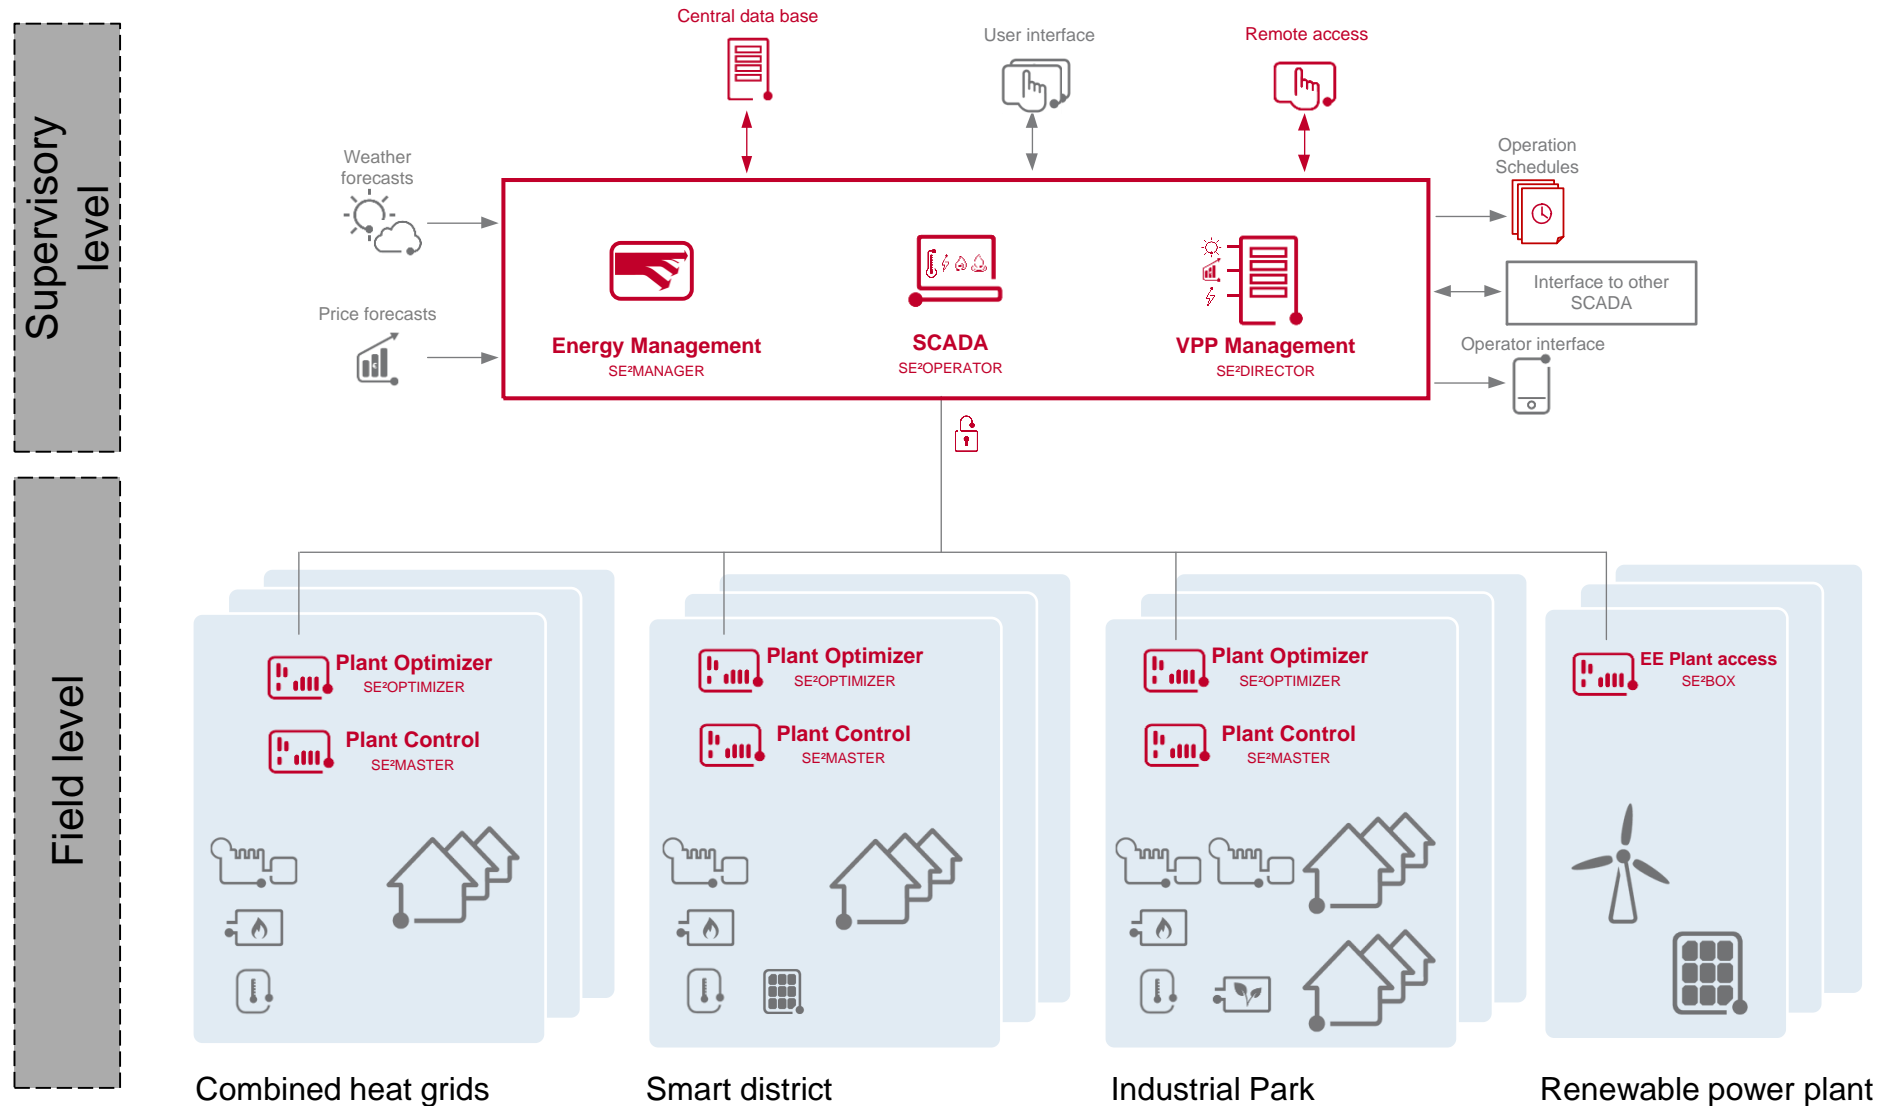 Supervisory
level
Central data base
User interface
Remote access
Weather
forecasts
Price forecasts
Energy Management
SE²MANAGER
SCADA
SE²OPERATOR
VPP Management
SE²DIRECTOR
Operation
Schedules
Interface to other
SCADA
Operator interface
Field level
Plant Optimizer
SE²OPTIMIZER
Plant Control
SE²MASTER
Plant Optimizer
SE²OPTIMIZER
Plant Control
SE²MASTER
Plant Optimizer
SE²OPTIMIZER
Plant Control
SE²MASTER
EE Plant access
SE²BOX
Combined heat grids
Smart district
Industrial Park
Renewable power plant